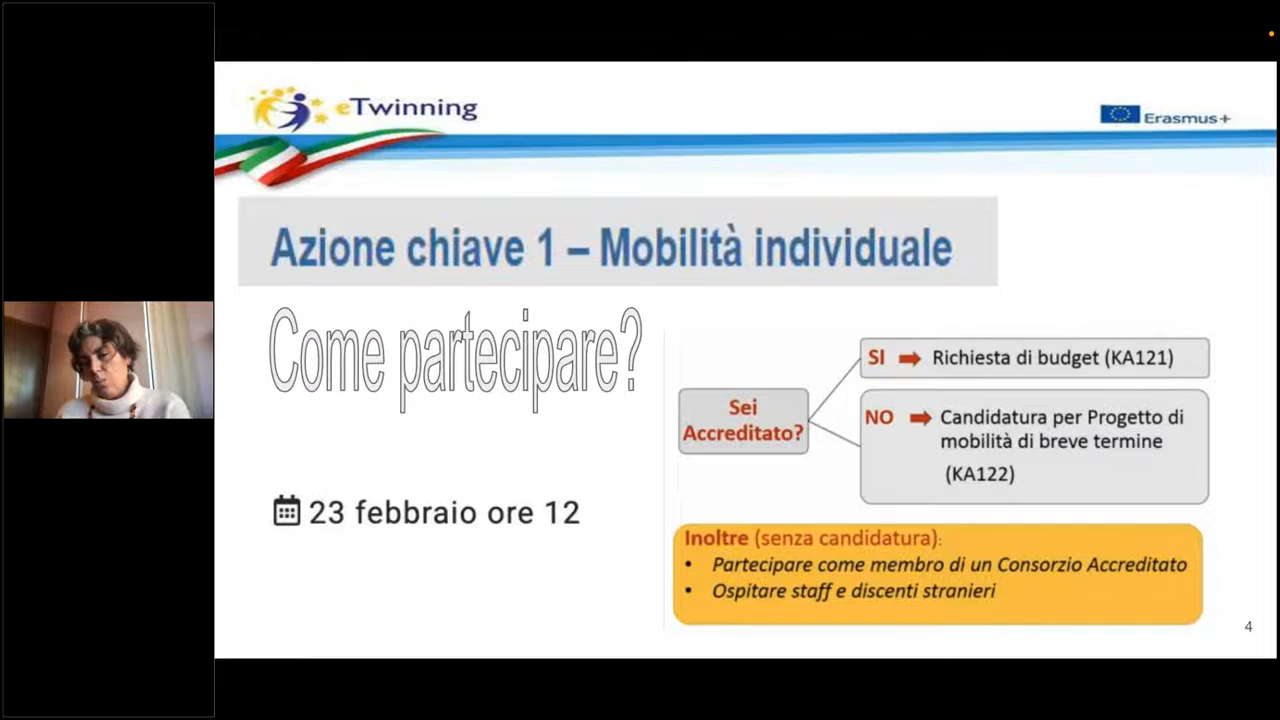 eTwinning
Erasmus+
Azione chiave 1 – Mobilità individuale
Come partecipare?
23 febbraio ore 12
Sei
Accreditato?
SI Richiesta di budget (KA121)
NO Candidatura per Progetto di
mobilità di breve termine
(KA122)
Inoltre (senza candidatura):
• Partecipare come membro di un Consorzio Accreditato
• Ospitare staff e discenti stranieri
4